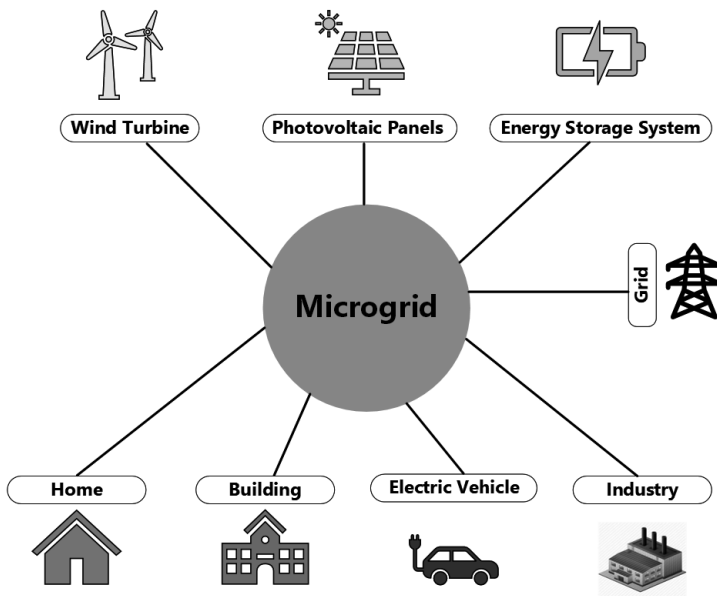 Wind Turbine
Photovoltaic Panels
Energy Storage System
Grid
Microgrid
Home
Building
Electric Vehicle
Industry